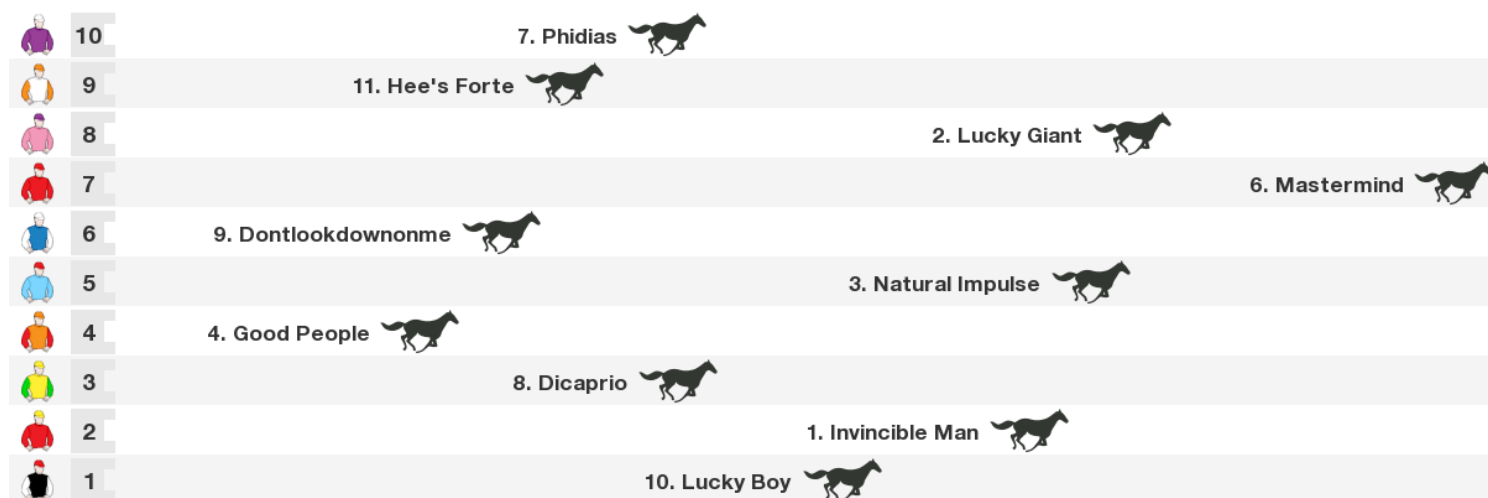 10 7. Phidias
9 11. Hee's Forte
8 2. Lucky Giant
7 6. Mastermind
6 9. Dontlookdownonme
5 3. Natural Impulse
4 4. Good People
3 8. Dicaprio
2 1. Invincible Man
1 10. Lucky Boy